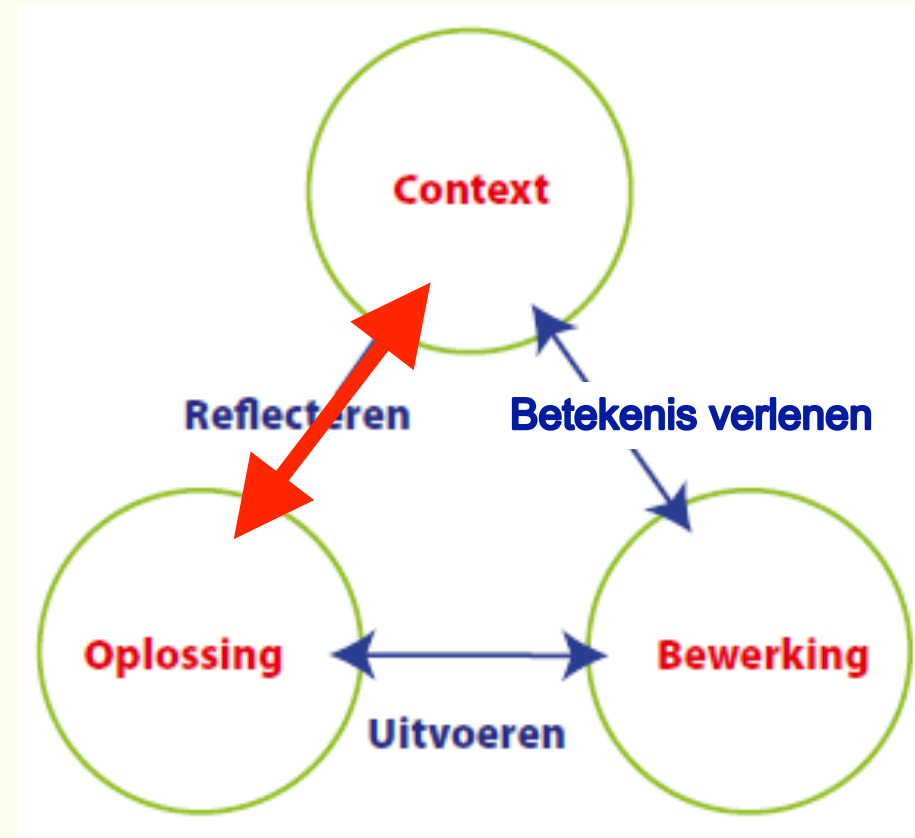 Context
Reflecteren
Betekenis verlenen
Oplossing
Bewerking
Uitvoeren